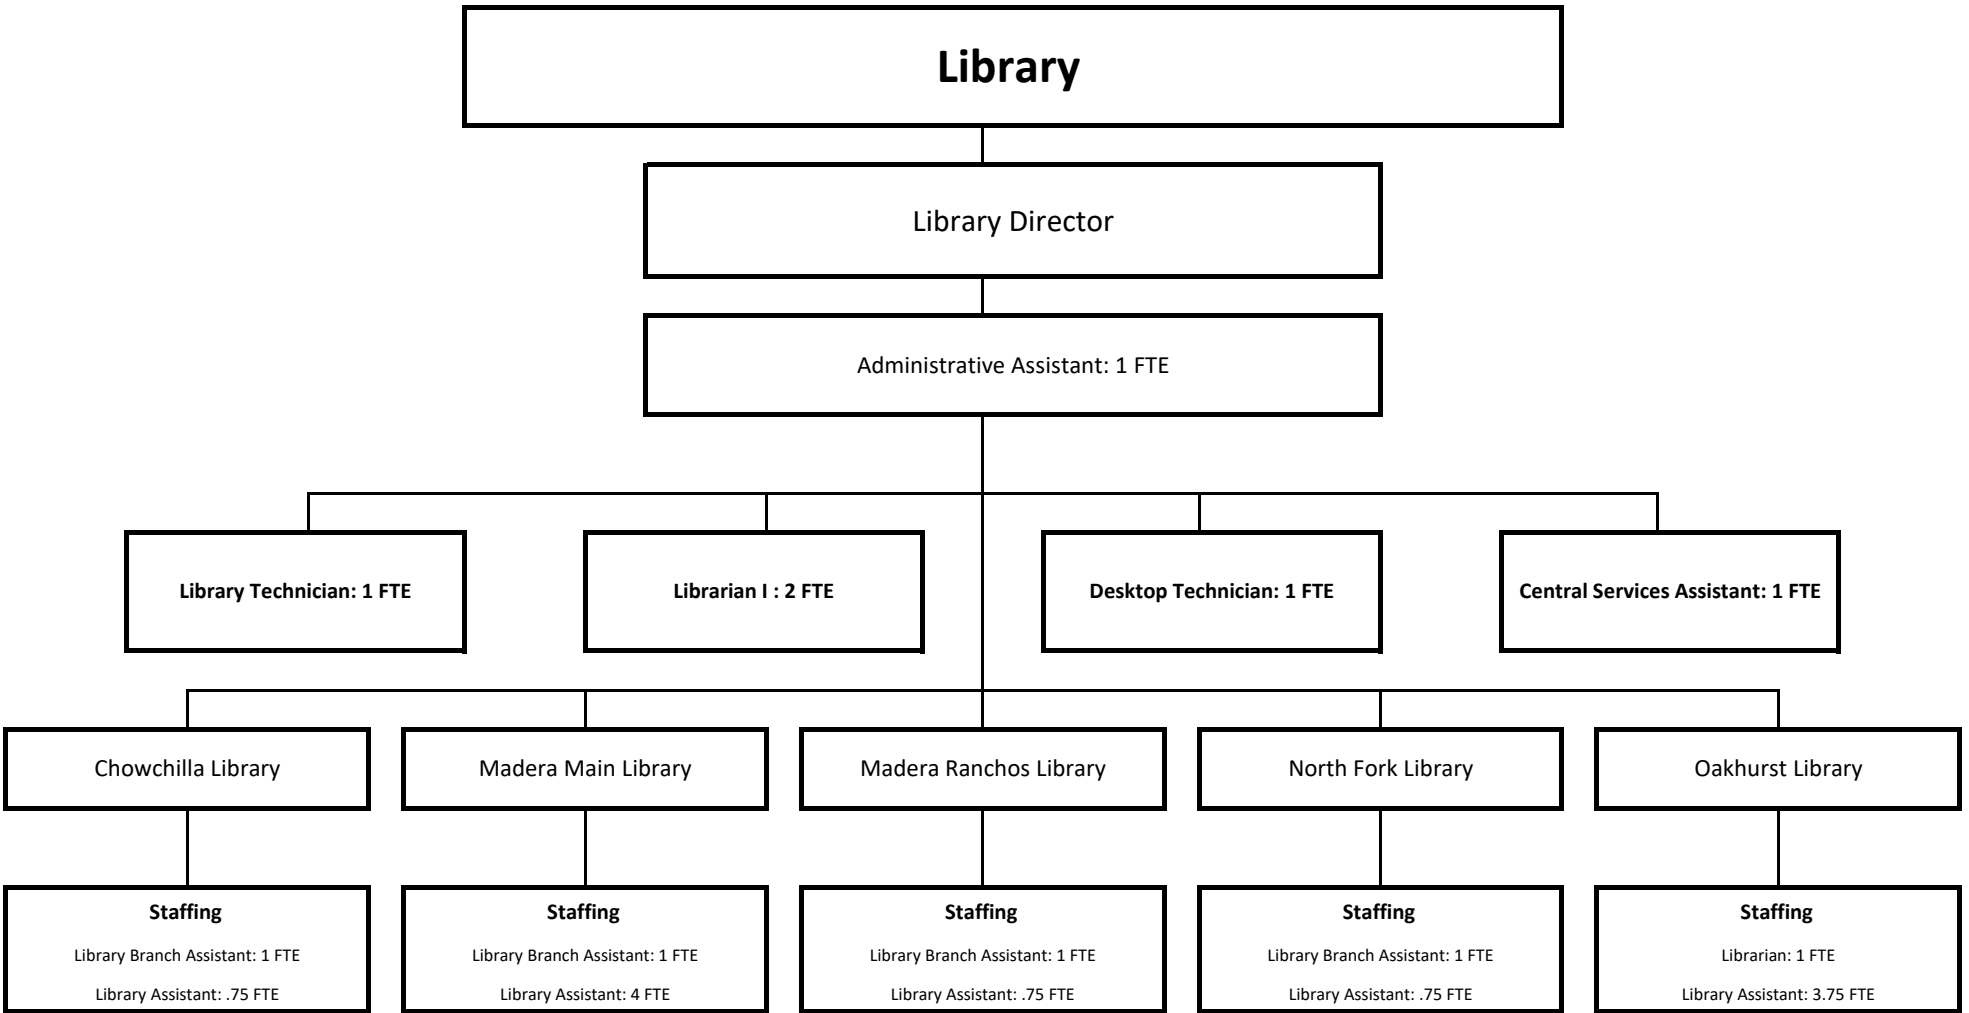 Library
Library Director
Administrative Assistant: 1 FTE
Library Technician: 1 FTE
Librarian I : 2 FTE
Desktop Technician: 1 FTE
Central Services Assistant: 1 FTE
Chowchilla Library
Madera Main Library
Madera Ranchos Library
North Fork Library
Oakhurst Library
Staffing
Library Branch Assistant: 1 FTE
Library Assistant: .75 FTE
Staffing
Library Branch Assistant: 1 FTE
Library Assistant: 4 FTE
Staffing
Library Branch Assistant: 1 FTE
Library Assistant: .75 FTE
Staffing
Library Branch Assistant: 1 FTE
Library Assistant: .75 FTE
Staffing
Librarian: 1 FTE
Library Assistant: 3.75 FTE